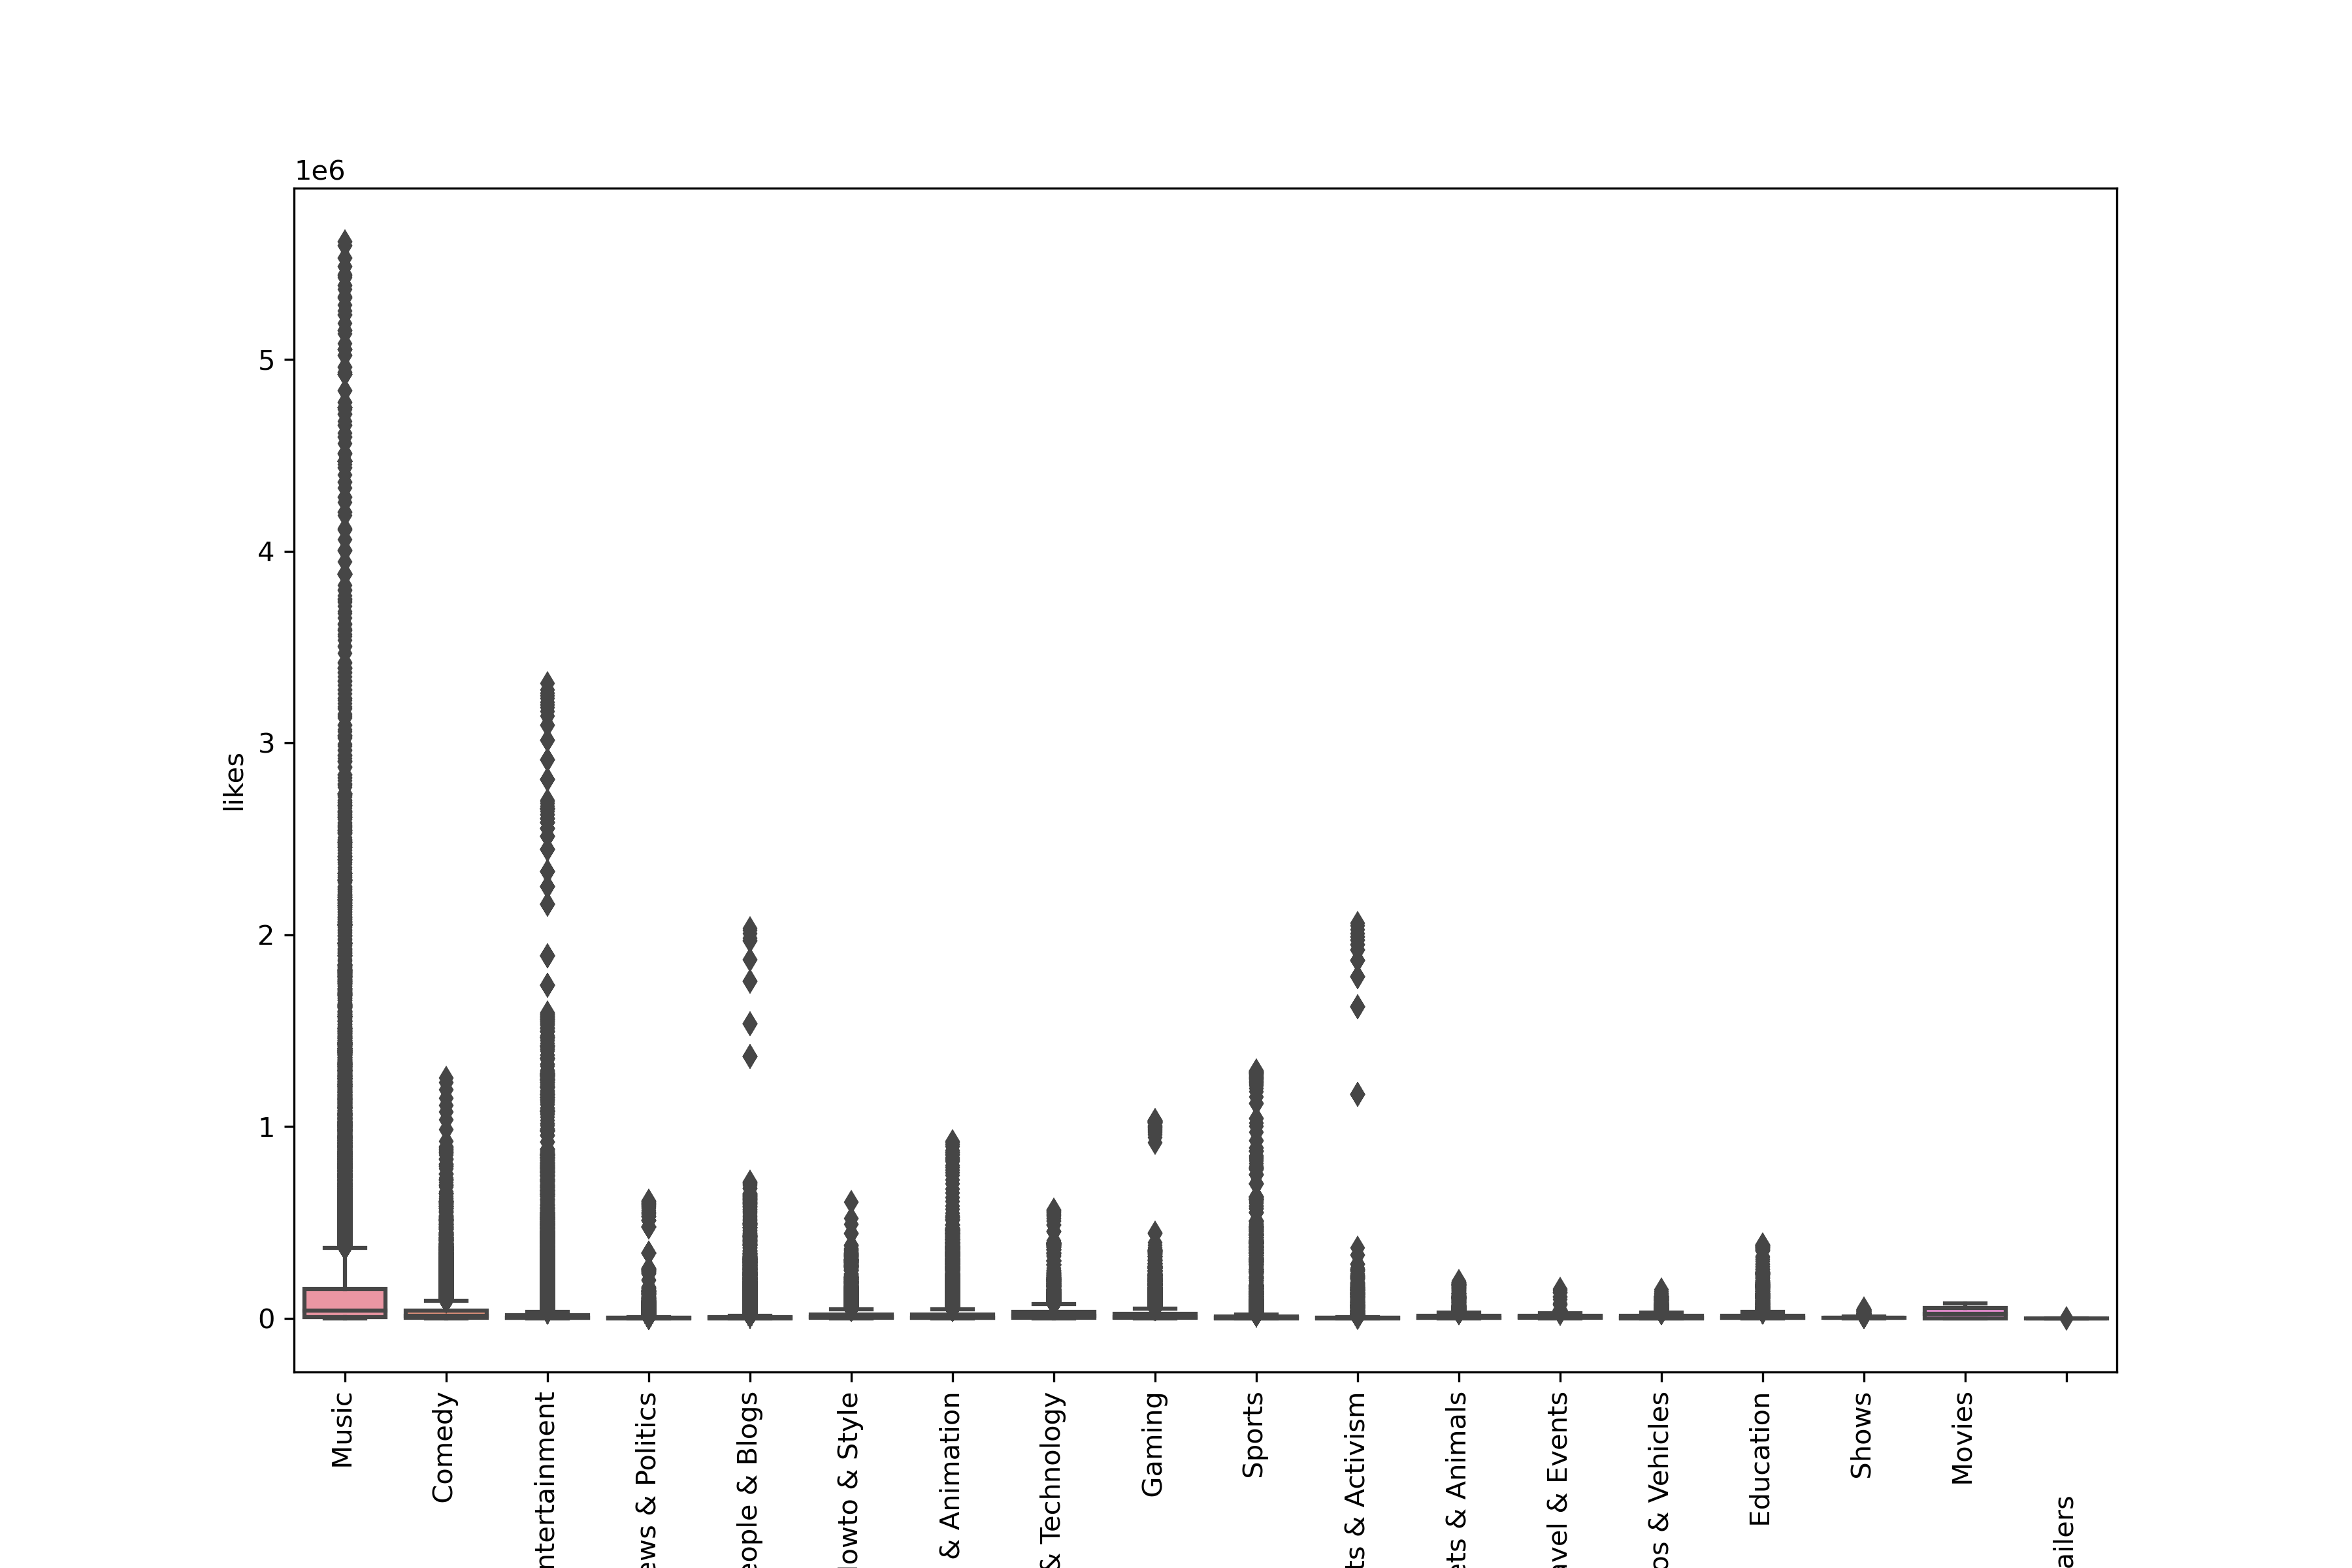 1e6
5
4
3
2
1
0
likes
Music
Comedy
ntertainment
ews & Politics
eople & Blogs
lowto & Style
& Animation
& Technology
Gaming
Sports
ts & Activism
ets & Animals
avel & Events
os & Vehicles
Education
Shows
Movies
ailers